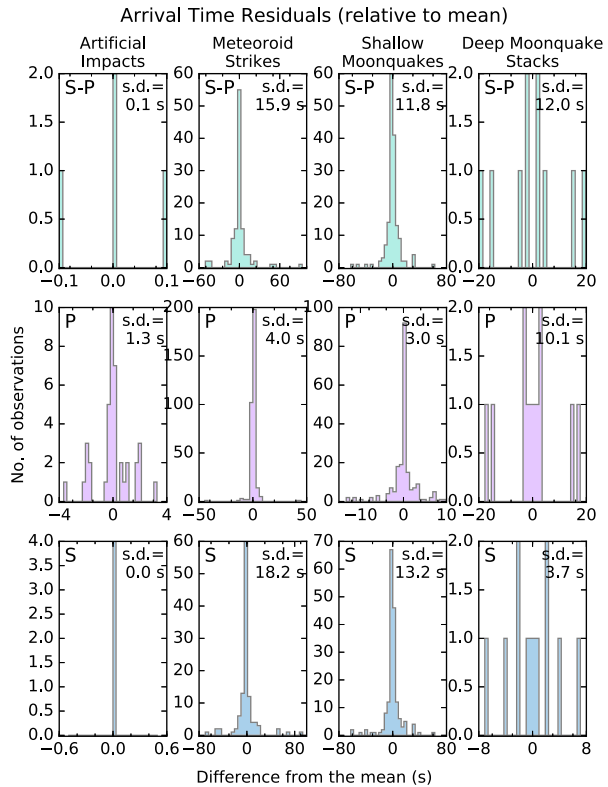 Arrival Time Residuals (relative to mean)
Artificial Impacts
Meteoroid Strikes
Shallow Moonquakes
Deep Moonquake Stacks
S-P s.d.= 0.1 s
2.0
1.5
1.0
0.5
0.0
−0.1 0.0 0.1
S-P s.d.= 15.9 s
60
50
40
30
20
10
0
−60 0 60
S-P s.d.= 11.8 s
60
50
40
30
20
10
0
−80 0 80
S-P s.d.= 12.0 s
2.0
1.5
1.0
0.5
0.0
−20 0 20
No. of observations
P s.d.= 1.3 s
10
8
6
4
2
0
−4 0 4
P s.d.= 4.0 s
200
150
100
50
0
−50 0 50
P s.d.= 3.0 s
100
80
60
40
20
0
−10 0 10
P s.d.= 10.1 s
2.0
1.5
1.0
0.5
0.0
−20 0 20
S s.d.= 0.0 s
4.0
3.5
3.0
2.5
2.0
1.5
1.0
0.5
0.0
−0.6 0.0 0.6
S s.d.= 18.2 s
60
50
40
30
20
10
0
−80 0 80
S s.d.= 13.2 s
70
60
50
40
30
20
10
0
−80 0 80
S s.d.= 3.7 s
2.0
1.5
1.0
0.5
0.0
−8 0 8
Difference from the mean (s)